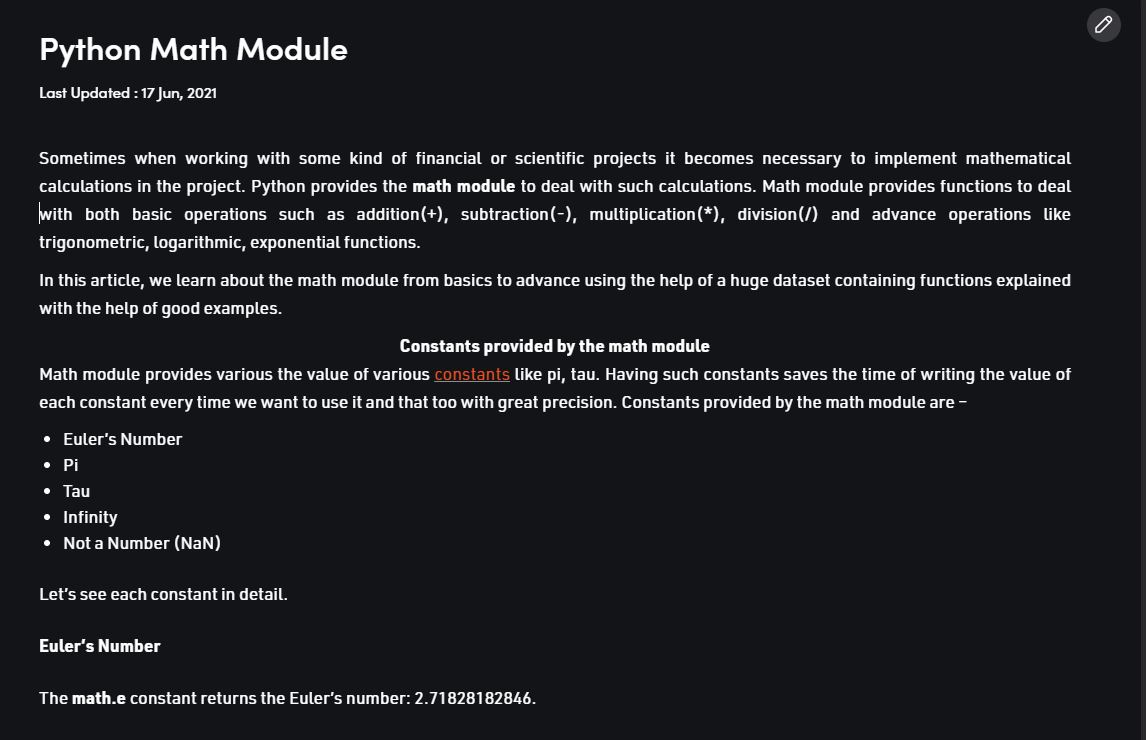 Python Math Module
Last Updated : 17 Jun, 2021
Sometimes when working with some kind of financial or scientific projects it becomes necessary to implement mathematical
calculations in the project. Python provides the math module to deal with such calculations. Math module provides functions to deal
with both basic operations such as addition(+), subtraction(-), multiplication(*), division(/) and advance operations like
trigonometric, logarithmic, exponential functions.
In this article, we learn about the math module from basics to advance using the help of a huge dataset containing functions explained
with the help of good examples.
Constants provided by the math module
Math module provides various the value of various constants like pi, tau. Having such constants saves the time of writing the value of
each constant every time we want to use it and that too with great precision. Constants provided by the math module are –
• Euler’s Number
• Pi
• Tau
• Infinity
• Not a Number (NaN)
Let’s see each constant in detail.
Euler’s Number
The math.e constant returns the Euler’s number: 2.71828182846.